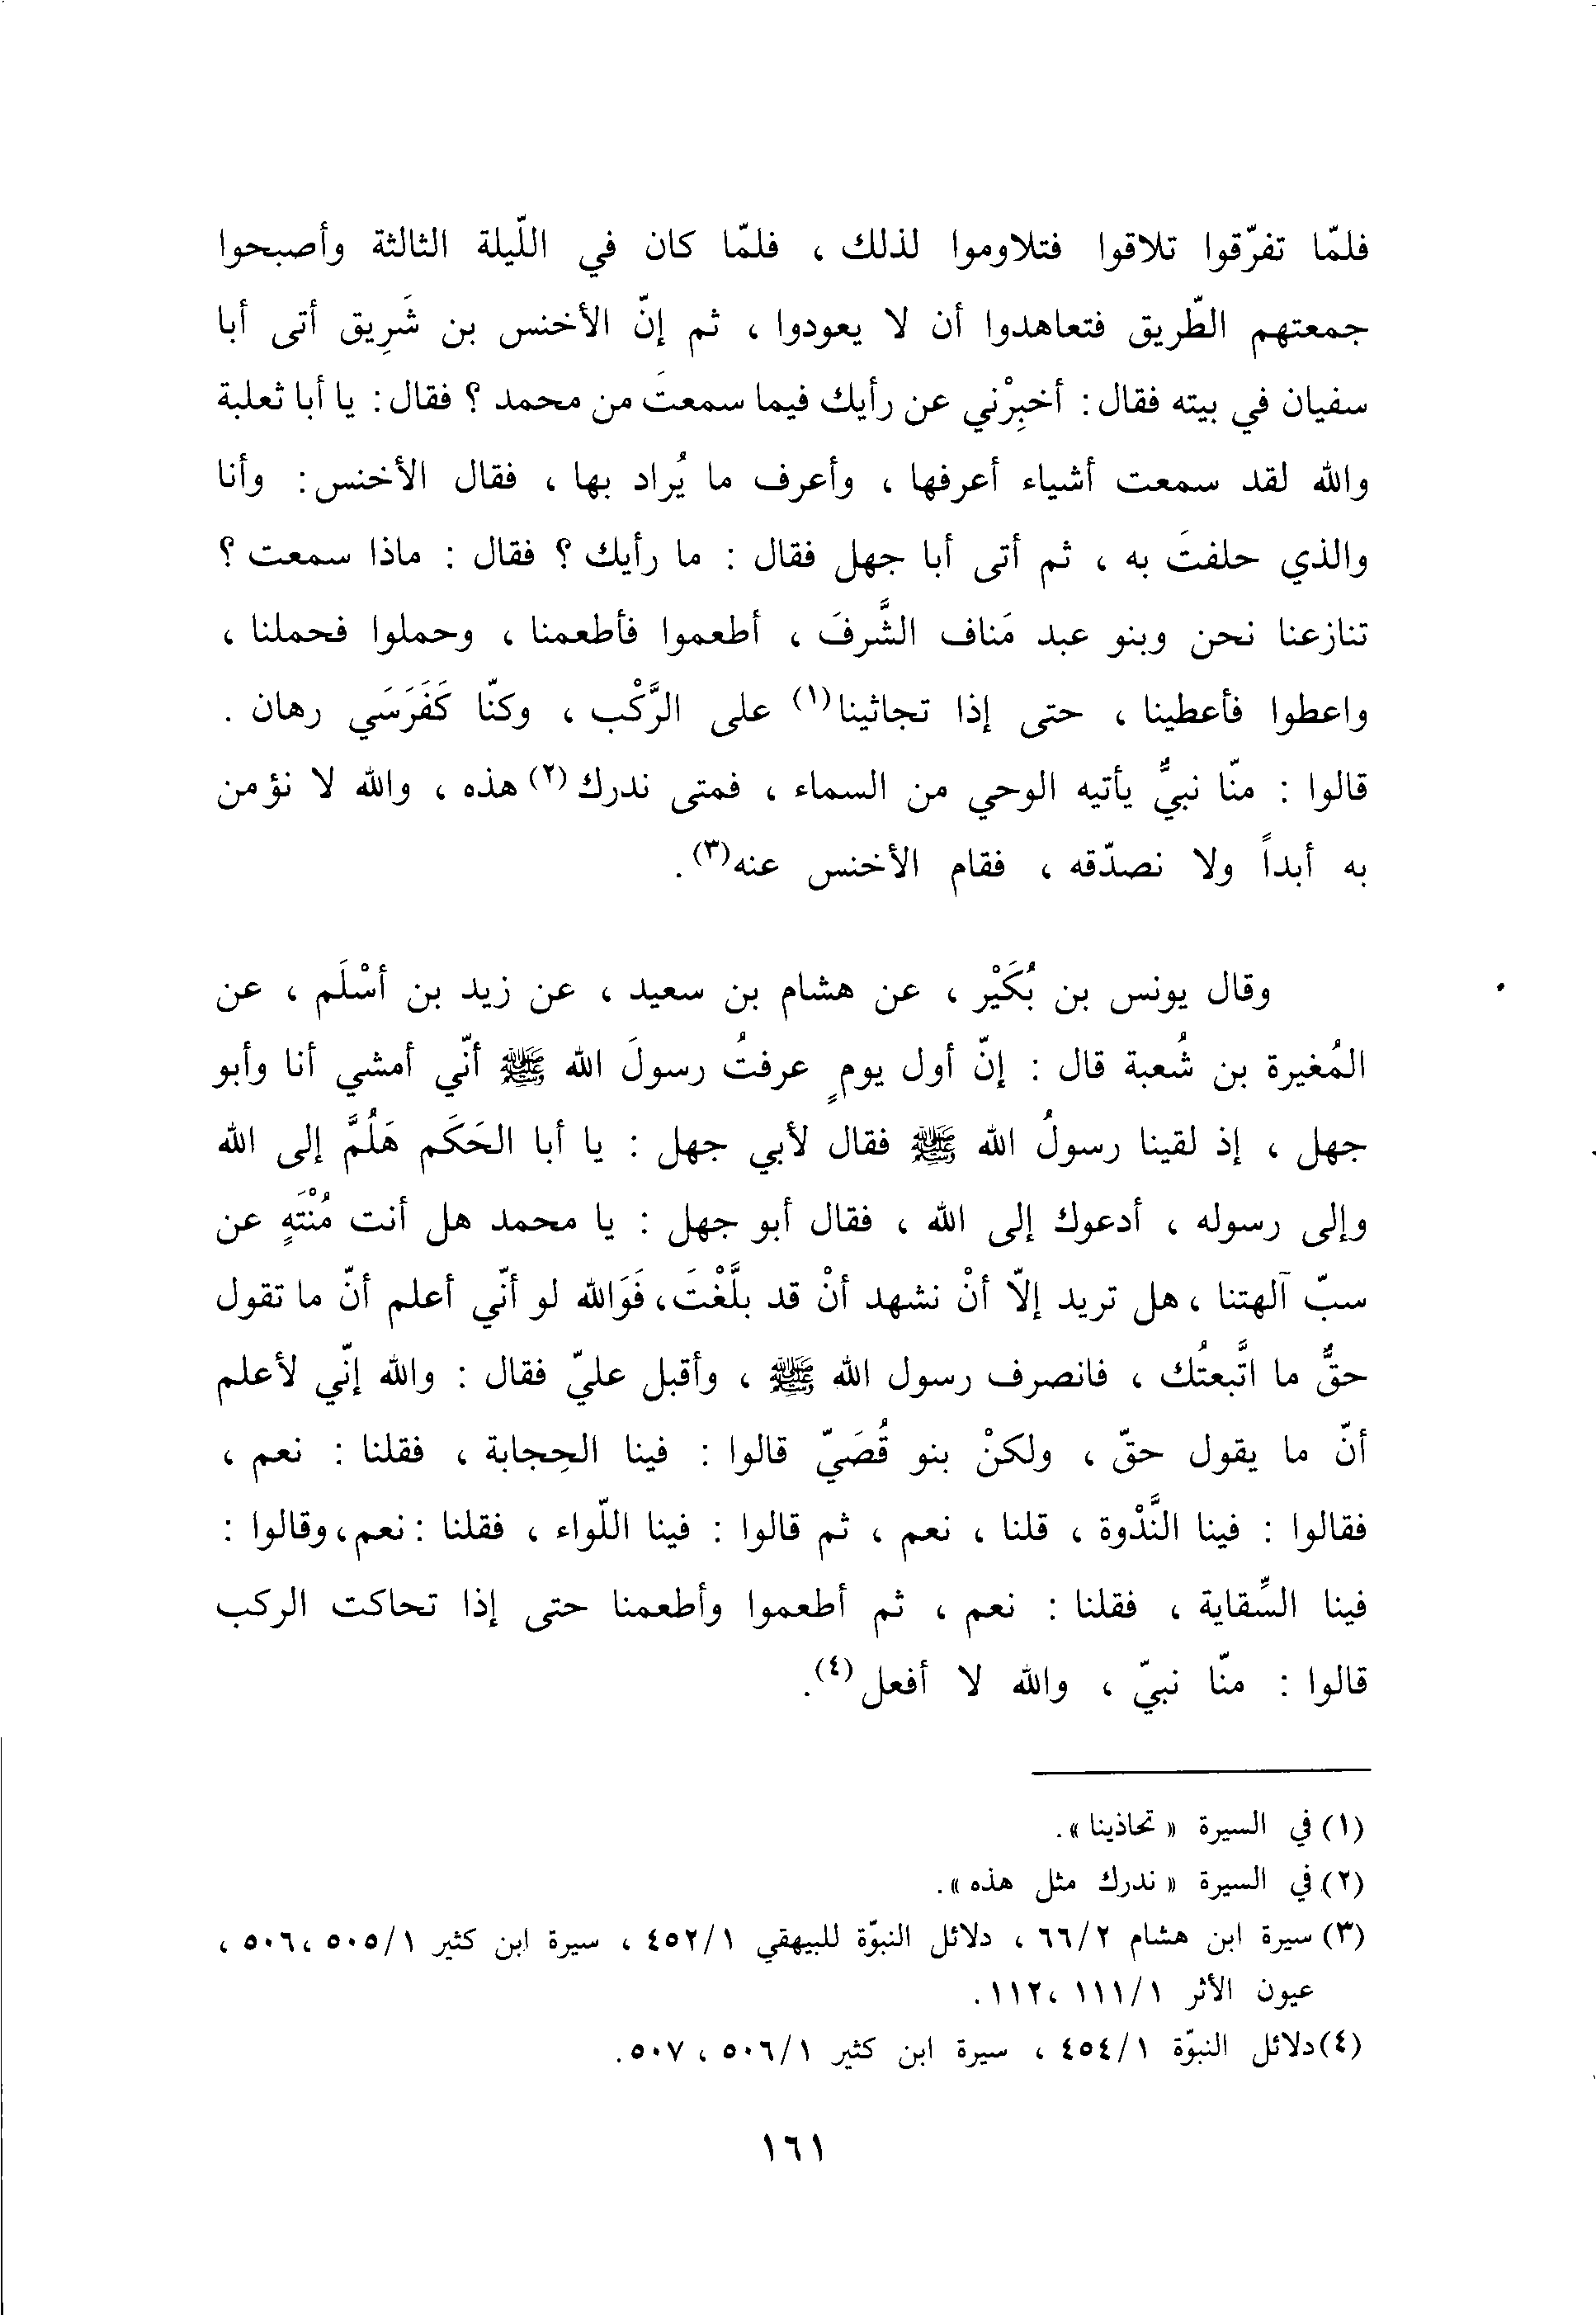 فلمّا تفرّقوا تلاقوا فتلاوموا لذلك ، فلمّا كان في اللّيلة الثالثة وأصبحوا
جمعتهم الطّريق فتعاهدوا أن لا يعودوا ، ثم إنّ الأخنس بن شَرِيق أتى أبا
سفيان في بيته فقال : أخبِرْني عن رأيك فيما سمعتَ من محمد ؟ فقال : يا أبا ثعلبة
والله لقد سمعت أشياء أعرفها ، وأعرف ما يُراد بها ، فقال الأخنس : وأنا
والذي حلفتَ به ، ثم أتى أبا جهل فقال : ما رأيك ؟ فقال : ماذا سمعت ؟
تنازعنا نحن وبنو عبد مَناف الشَّرفَ ، أطعموا فأطعمنا ، وحملوا فحملنا ،
واعطوا فأعطينا ، حتى إذا تجاثينا(١) على الرَّكْب ، وكنّا كَفَرَسَي رهان .
قالوا : منّا نبيٌّ يأتيه الوحي من السماء ، فمتى ندرك(٢) هذه ، والله لا نؤمن
به أبداً ولا نصدّقه ، فقام الأخنس عنه(٣) .
وقال يونس بن بُكَيْر ، عن هشام بن سعيد ، عن زيد بن أسْلَم ، عن
المُغيرة بن شُعبة قال : إنّ أول يومٍ عرفتُ رسولَ الله ﷺ أنّي أمشي أنا وأبو
جهل ، إذ لقينا رسولُ الله ﷺ فقال لأبي جهل : يا أبا الحَكَم هَلُمَّ إلى الله
وإلى رسوله ، أدعوك إلى الله ، فقال أبو جهل : يا محمد هل أنت مُنْتَهٍ عن
سبّ آلهتنا ، هل تريد إلّا أنْ نشهد أنْ قد بلَّغْتَ، فَوَالله لو أنّي أعلم أنّ ما تقول
حقٌّ ما اتَّبعتُك ، فانصرف رسول الله ﷺ ، وأقبل عليّ فقال : والله إنّي لأعلم
أنّ ما يقول حقّ ، ولكنْ بنو قُصَيّ قالوا : فينا الحِجابة ، فقلنا : نعم ،
فقالوا : فينا النَّدْوة ، قلنا ، نعم ، ثم قالوا : فينا اللّواء ، فقلنا : نعم، وقالوا :
فينا السِّقاية ، فقلنا : نعم ، ثم أطعموا وأطعمنا حتى إذا تحاكت الركب
قالوا : منّا نبيّ ، والله لا أفعل(٤).
(١) في السيرة « تحاذينا » .
(٢) في السيرة « ندرك مثل هذه ».
(٣) سيرة ابن هشام ٦٦/٢ ، دلائل النبوّة للبيهقي ٤٥٢/١ ، سيرة ابن كثير ٥٠٥/١ ،٥٠٦ ،
عيون الأثر ١١١/١ ،١١٢ .
(٤) دلائل النبوّة ٤٥٤/١ ، سيرة ابن كثير ٥٠٦/١ ، ٥٠٧.
١٦١